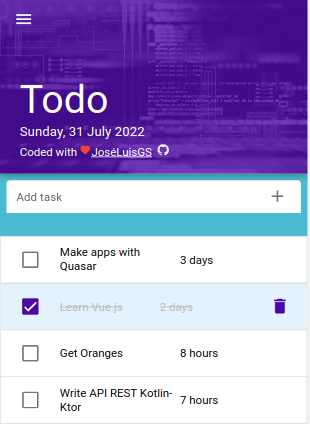 Todo
Sunday, 31 July 2022
Coded with ❤JoséLuisGS
Add task
Make apps with
Quasar
3 days
Learn Vue.js
2 days
Get Oranges
8 hours
Write API REST Kotlin-
Ktor
7 hours